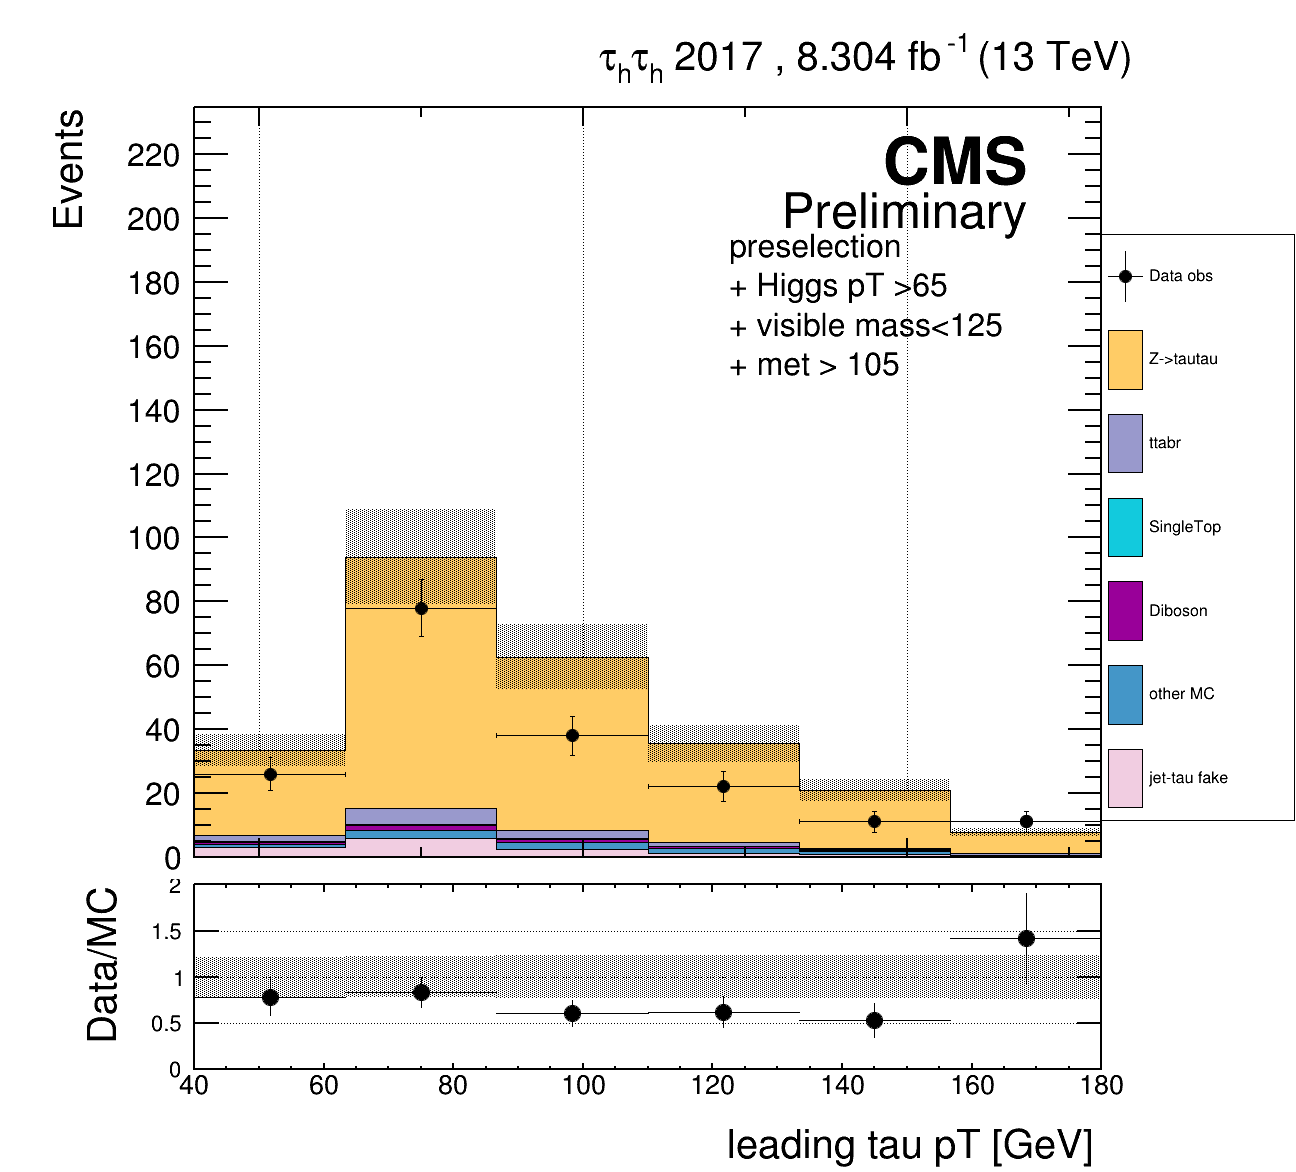 τhτh 2017 , 8.304 fb-1 (13 TeV)
Events
220
200
180
160
140
120
100
80
60
40
20
0
CMS
Preliminary
preselection
+ Higgs pT >65
+ visible mass<125
+ met > 105
Data obs
Z->tautau
ttabr
SingleTop
Diboson
other MC
jet-tau fake
Data/MC
2
1.5
1
0.5
0
40 60 80 100 120 140 160 180
leading tau pT [GeV]